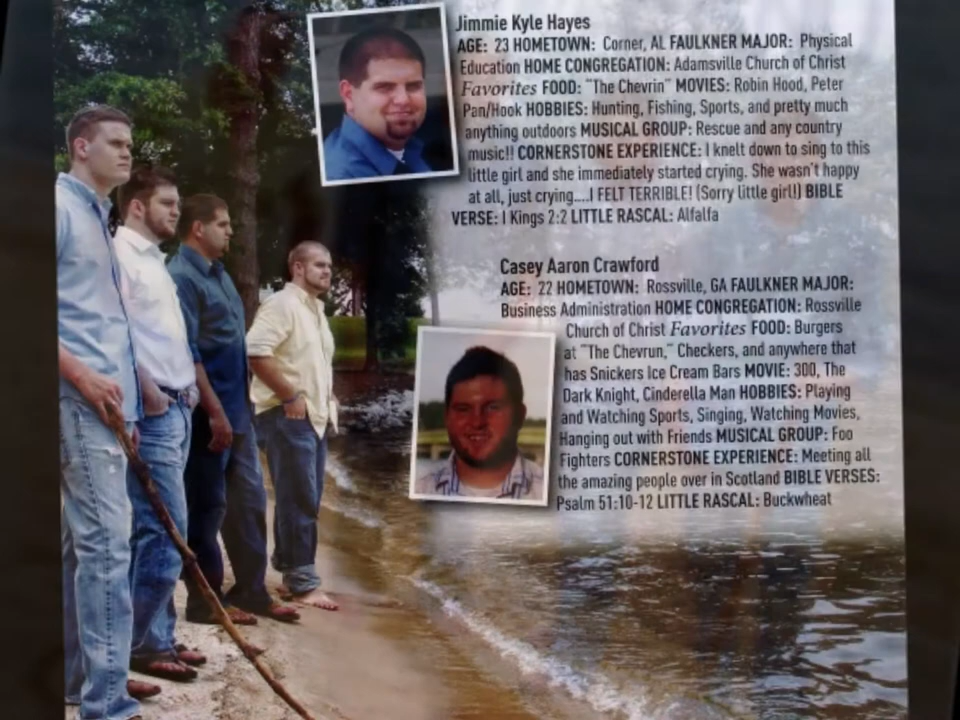 Jimmie Kyle Hayes
AGE: 23 HOMETOWN: Corner, AL FAULKNER MAJOR: Physical
Education HOME CONGREGATION: Adamsville Church of Christ
Favorites FOOD: "The Chevrin" MOVIES: Robin Hood, Peter
Pan/Hook HOBBIES: Hunting, Fishing, Sports, and pretty much
anything outdoors MUSICAL GROUP: Rescue and any country
music!! CORNERSTONE EXPERIENCE: I knelt down to sing to this
little girl and she immediately started crying. She wasn't happy
at all, just crying....I FELT TERRIBLE! (Sorry little girl!) BIBLE
VERSE: I Kings 2:2 LITTLE RASCAL: Alfalfa
Casey Aaron Crawford
AGE: 22 HOMETOWN: Rossville, GA FAULKNER MAJOR:
Business Administration HOME CONGREGATION: Rossville
Church of Christ Favorites FOOD: Burgers
at "The Chevrun," Checkers, and anywhere that
has Snickers Ice Cream Bars MOVIE: 300, The
Dark Knight, Cinderella Man HOBBIES: Playing
and Watching Sports, Singing, Watching Movies,
Hanging out with Friends MUSICAL GROUP: Foo
Fighters CORNERSTONE EXPERIENCE: Meeting all
the amazing people over in Scotland BIBLE VERSES:
Psalm 51:10-12 LITTLE RASCAL: Buckwheat